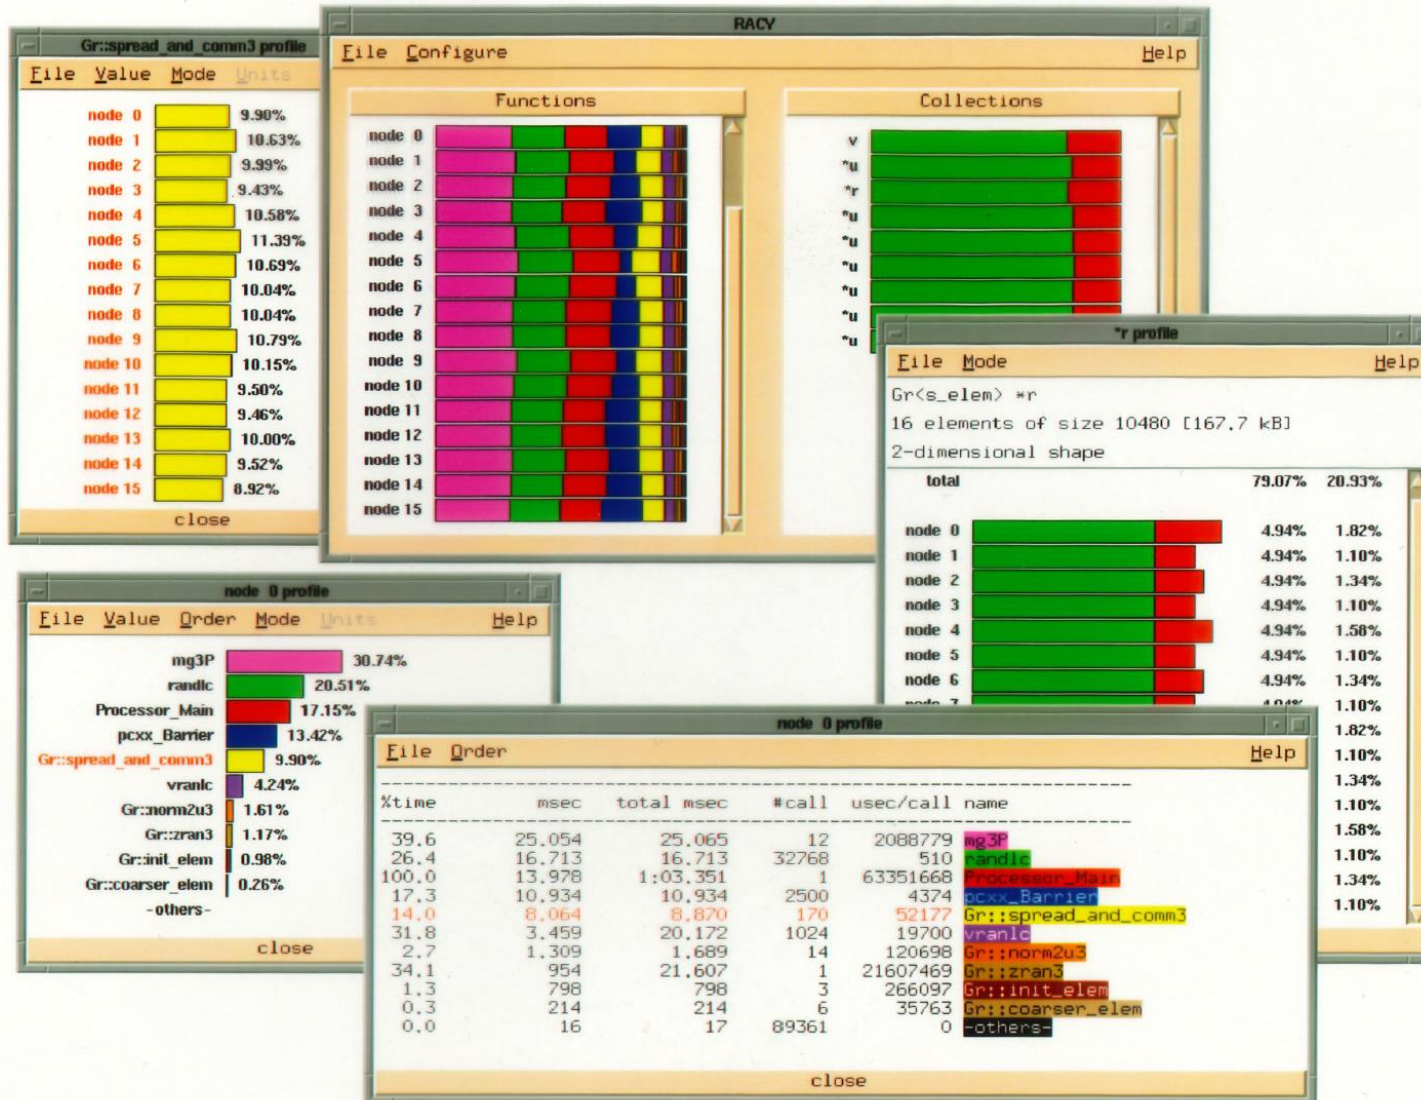 Gr::spread_and_comm3 profile
File Value Mode Units
node 0 9.90%
node 1 10.63%
node 2 9.99%
node 3 9.43%
node 4 10.58%
node 5 11.39%
node 6 10.69%
node 7 10.04%
node 8 10.04%
node 9 10.79%
node 10 10.15%
node 11 9.50%
node 12 9.46%
node 13 10.00%
node 14 9.52%
node 15 8.92%
close
RACY
File Configure Help
Functions
node 0
node 1
node 2
node 3
node 4
node 5
node 6
node 7
node 8
node 9
node 10
node 11
node 12
node 13
node 14
node 15
Collections
v
*u
*r
*u
*u
*u
*u
*u
*u
*r profile
File Mode Help
Gr<s_elem> *r
16 elements of size 10480 [167.7 kB]
2-dimensional shape
total 79.07% 20.93%
node 0 4.94% 1.82%
node 1 4.94% 1.10%
node 2 4.94% 1.34%
node 3 4.94% 1.10%
node 4 4.94% 1.58%
node 5 4.94% 1.10%
node 6 4.94% 1.34%
node 7 4.94% 1.10%
1.82%
1.10%
1.34%
1.10%
1.58%
1.10%
1.34%
1.10%
node 0 profile
File Value Order Mode Units Help
mg3P 30.74%
randlc 20.51%
Processor_Main 17.15%
pcxx_Barrier 13.42%
Gr::spread_and_comm3 9.90%
vranlc 4.24%
Gr::norm2u3 1.61%
Gr::zran3 1.17%
Gr::init_elem 0.98%
Gr::coarser_elem 0.26%
-others-
close
node 0 profile
File Order Help
%time msec total msec #call usec/call name
39.6 25.054 25.065 12 2088779 mg3P
26.4 16.713 16.713 32768 510 randlc
100.0 13.978 1:03.351 1 63351668 Processor_Main
17.3 10.934 10.934 2500 4374 pcxx_Barrier
14.0 8.064 8.870 170 52177 Gr::spread_and_comm3
31.8 3.459 20.172 1024 19700 vranlc
2.7 1.309 1.689 14 120698 Gr::norm2u3
34.1 954 21.607 1 21607469 Gr::zran3
1.3 798 798 3 266097 Gr::init_elem
0.3 214 214 6 35763 Gr::coarser_elem
0.0 16 17 89361 0 -others-
close